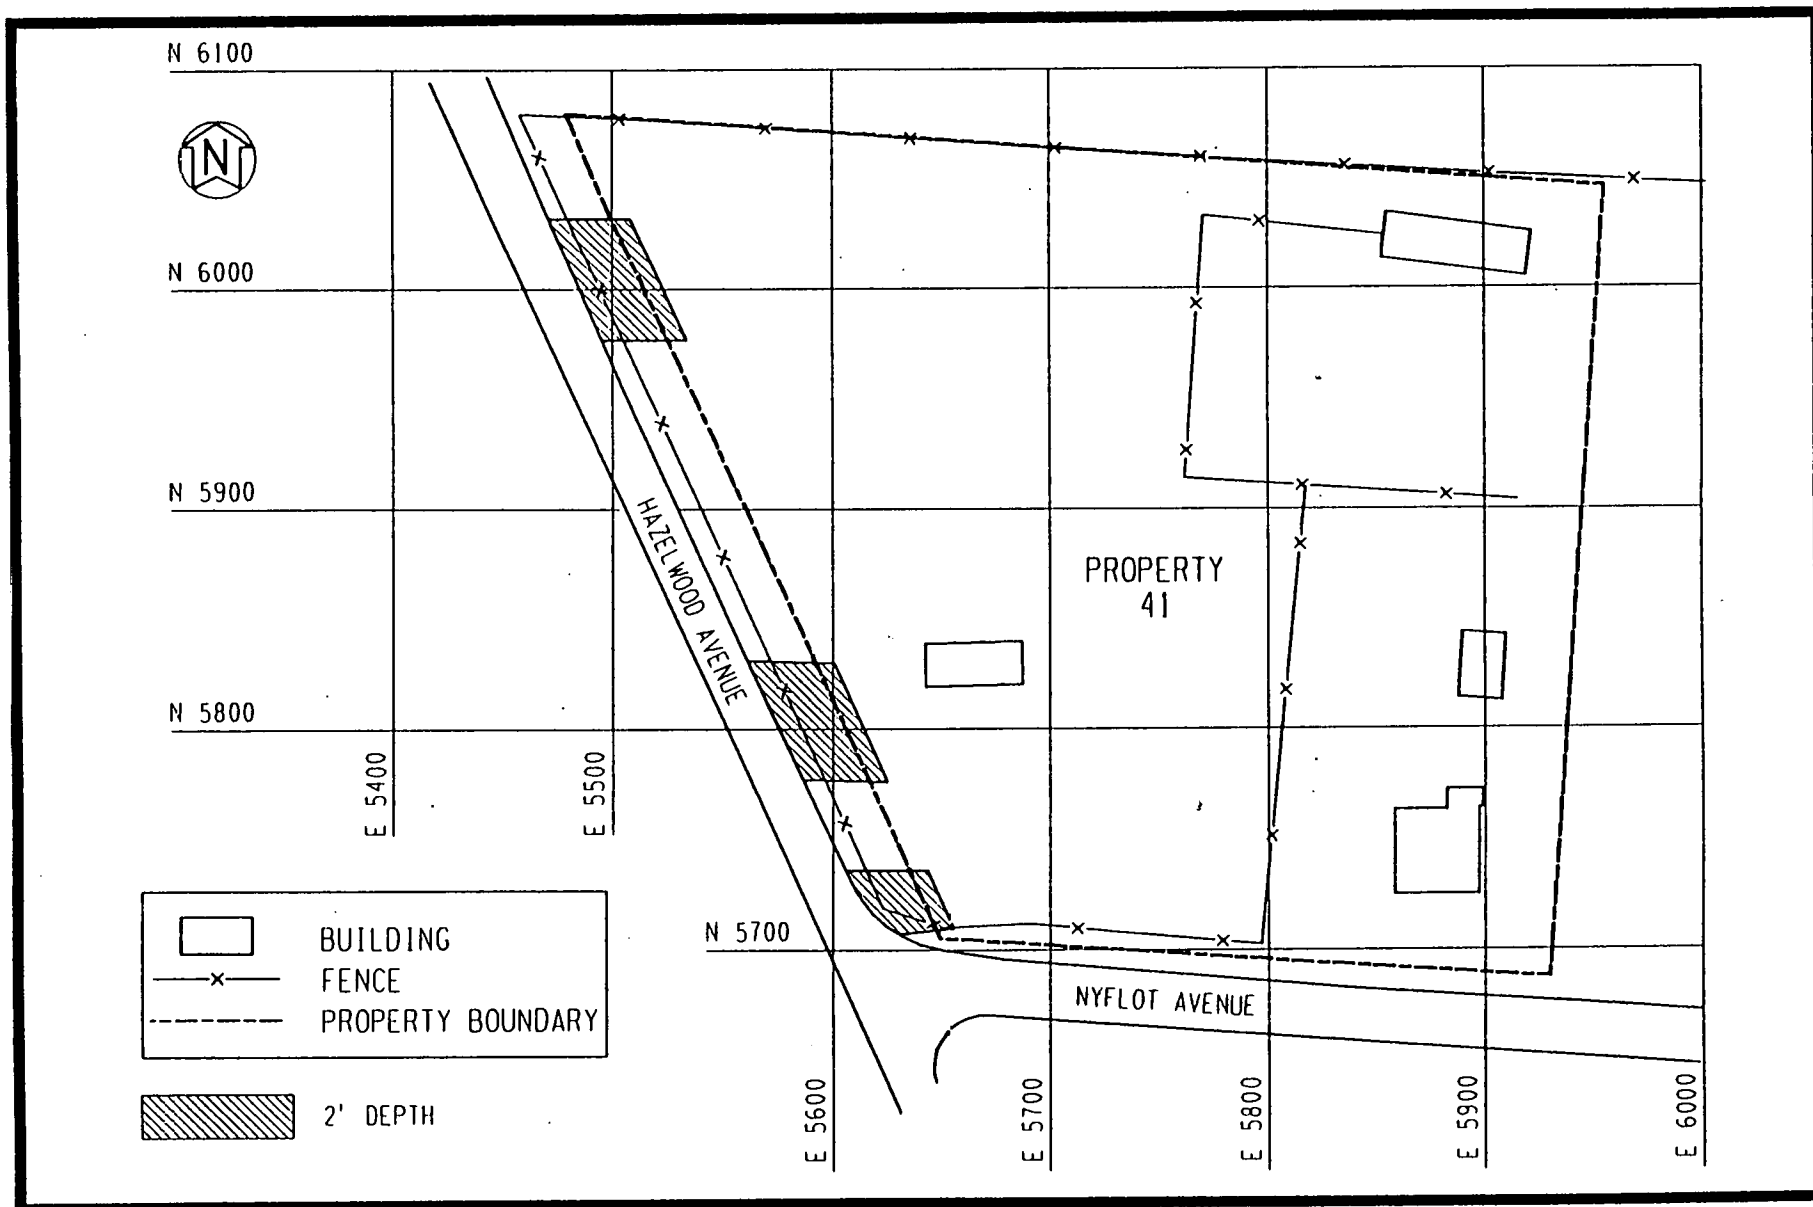 N 6100
N
N 6000
N 5900
HAZELWOOD AVENUE
PROPERTY
41
N 5800
E 5400
E 5500
N 5700
BUILDING
FENCE
PROPERTY BOUNDARY
NYFLOT AVENUE
2' DEPTH
E 5600
E 5700
E 5800
E 5900
E 6000